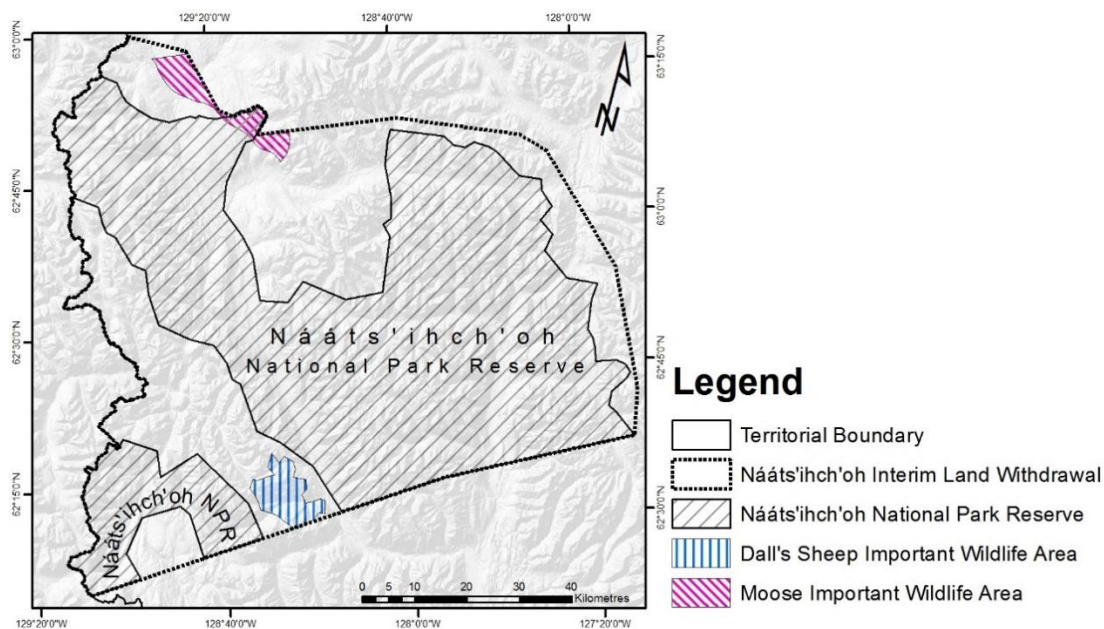 129°20'0"W
128°40'0"W
128°0'0"W
63°0'0"N
63°15'0"N
N
62°45'0"N
63°0'0"N
Nááts'ihch'oh
National Park Reserve
62°30'0"N
62°45'0"N
Legend
Territorial Boundary
Nááts'ihch'oh Interim Land Withdrawal
Nááts'ihch'oh National Park Reserve
Dall's Sheep Important Wildlife Area
Moose Important Wildlife Area
62°15'0"N
62°30'0"N
Nááts'ihch'oh NPR
0 5 10 20 30 40
Kilometres
129°20'0"W
128°40'0"W
128°0'0"W
127°20'0"W